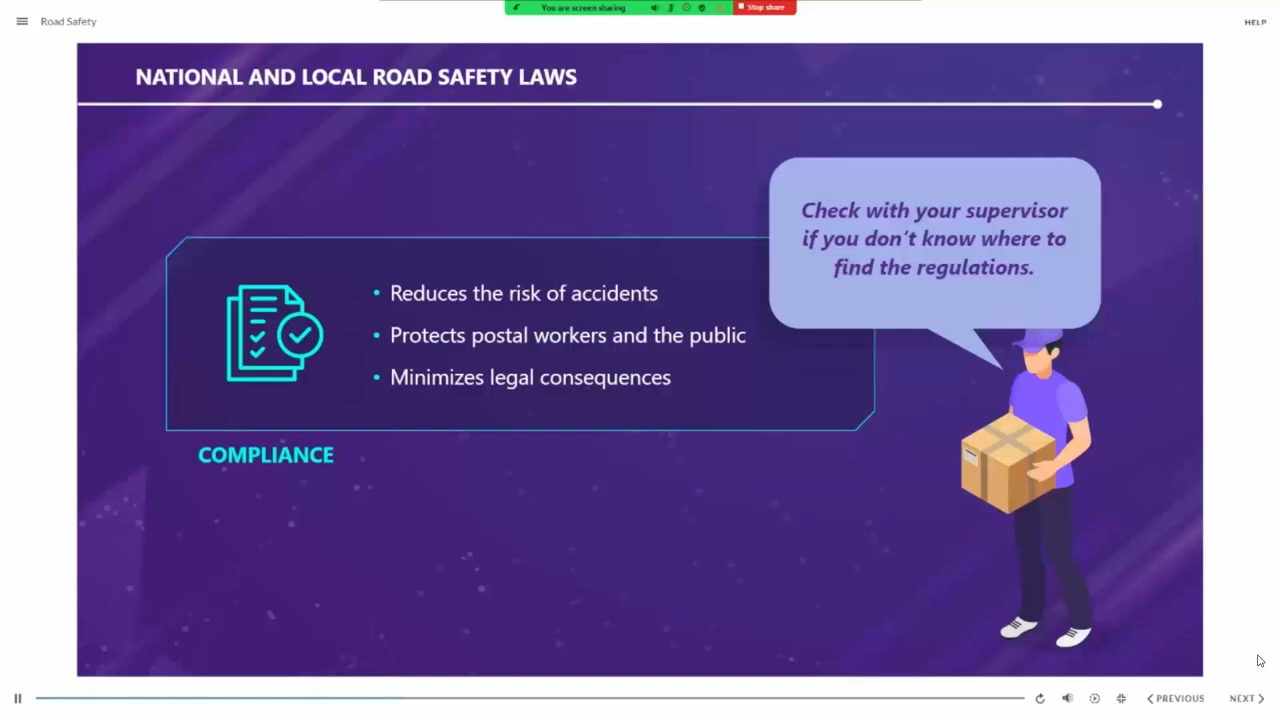 You are screen sharing
Stop share
Road Safety
HELP
NATIONAL AND LOCAL ROAD SAFETY LAWS
Check with your supervisor
if you don't know where to
find the regulations.
• Reduces the risk of accidents
• Protects postal workers and the public
• Minimizes legal consequences
COMPLIANCE
PREVIOUS
NEXT